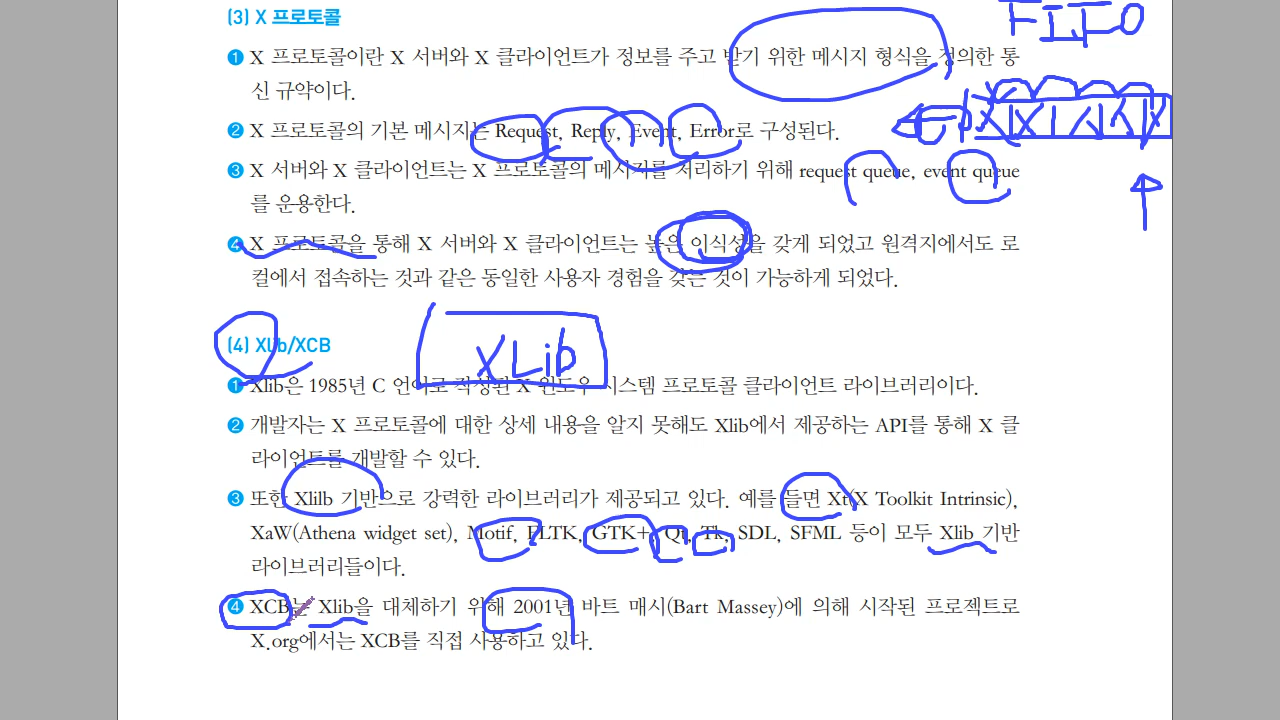 (3) X 프로토콜
FIFO
❶ X 프로토콜이란 X 서버와 X 클라이언트가 정보를 주고 받기 위한 메시지 형식을 정의한 통
신 규약이다.
❷ X 프로토콜의 기본 메시지는 Request, Reply, Event, Error로 구성된다.
❸ X 서버와 X 클라이언트는 X 프로토콜의 메시지를 처리하기 위해 request queue, event queue
를 운용한다.
❹ X 프로토콜을 통해 X 서버와 X 클라이언트는 높은 이식성을 갖게 되었고 원격지에서도 로
컬에서 접속하는 것과 같은 동일한 사용자 경험을 갖는 것이 가능하게 되었다.
(4) Xlib/XCB
XLib
❶ Xlib은 1985년 C 언어로 작성된 X 윈도우 시스템 프로토콜 클라이언트 라이브러리이다.
❷ 개발자는 X 프로토콜에 대한 상세 내용을 알지 못해도 Xlib에서 제공하는 API를 통해 X 클
라이언트를 개발할 수 있다.
❸ 또한 Xlilb 기반으로 강력한 라이브러리가 제공되고 있다. 예를 들면 Xt(X Toolkit Intrinsic),
XaW(Athena widget set), Motif, FLTK, GTK+, Qt, Tk, SDL, SFML 등이 모두 Xlib 기반
라이브러리들이다.
❹ XCB는 Xlib을 대체하기 위해 2001년 바트 매시(Bart Massey)에 의해 시작된 프로젝트로
X.org에서는 XCB를 직접 사용하고 있다.